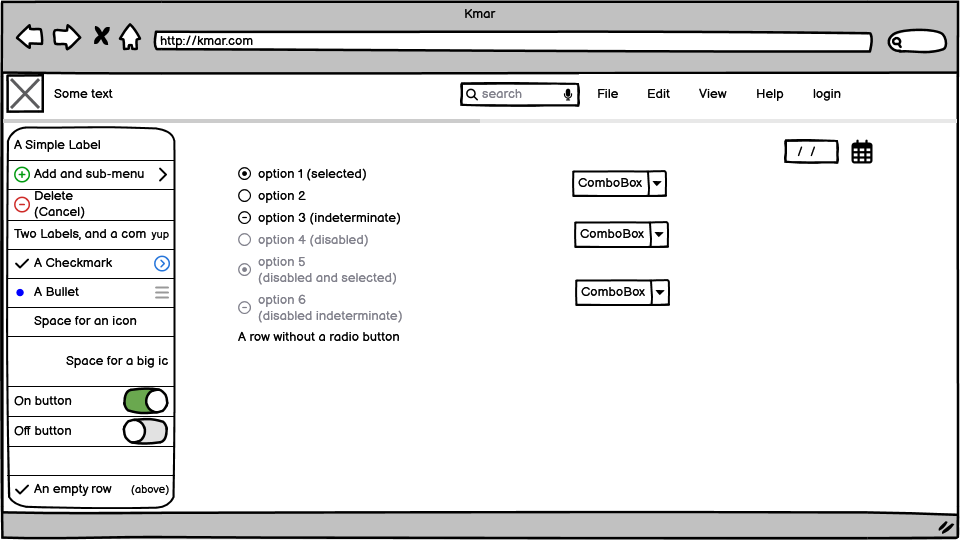 Kmar
http://kmar.com
Some text
search
File
Edit
View
Help
login
A Simple Label
Add and sub-menu
Delete
(Cancel)
Two Labels, and a com yup
A Checkmark
A Bullet
Space for an icon
Space for a big ic
On button
Off button
An empty row (above)
option 1 (selected)
option 2
option 3 (indeterminate)
option 4 (disabled)
option 5
(disabled and selected)
option 6
(disabled indeterminate)
A row without a radio button
ComboBox
ComboBox
ComboBox
/ /